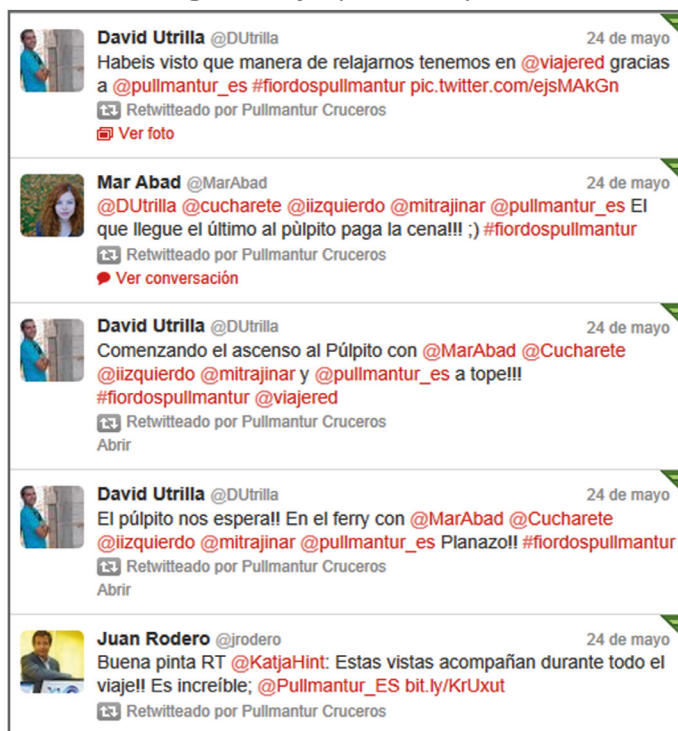 David Utrilla @DUtrilla 24 de mayo
Habeis visto que manera de relajarnos tenemos en @viajered gracias
a @pullmantur_es #fiordospullmantur pic.twitter.com/ejsMAkGn
Retwitteado por Pullmantur Cruceros
Ver foto
Mar Abad @MarAbad 24 de mayo
@DUtrilla @cucharete @iizquierdo @mitrajinar @pullmantur_es El
que llegue el último al pùlpito paga la cena!!! ;) #fiordospullmantur
Retwitteado por Pullmantur Cruceros
Ver conversación
David Utrilla @DUtrilla 24 de mayo
Comenzando el ascenso al Púlpito con @MarAbad @Cucharete
@iizquierdo @mitrajinar y @pullmantur_es a tope!!!
#fiordospullmantur @viajered
Retwitteado por Pullmantur Cruceros
Abrir
David Utrilla @DUtrilla 24 de mayo
El púlpito nos espera!! En el ferry con @MarAbad @Cucharete
@iizquierdo @mitrajinar @pullmantur_es Planazo!! #fiordospullmantur
Retwitteado por Pullmantur Cruceros
Abrir
Juan Rodero @jrodero 24 de mayo
Buena pinta RT @KatjaHint: Estas vistas acompañan durante todo el
viaje!! Es increíble; @Pullmantur_ES bit.ly/KrUxut
Retwitteado por Pullmantur Cruceros